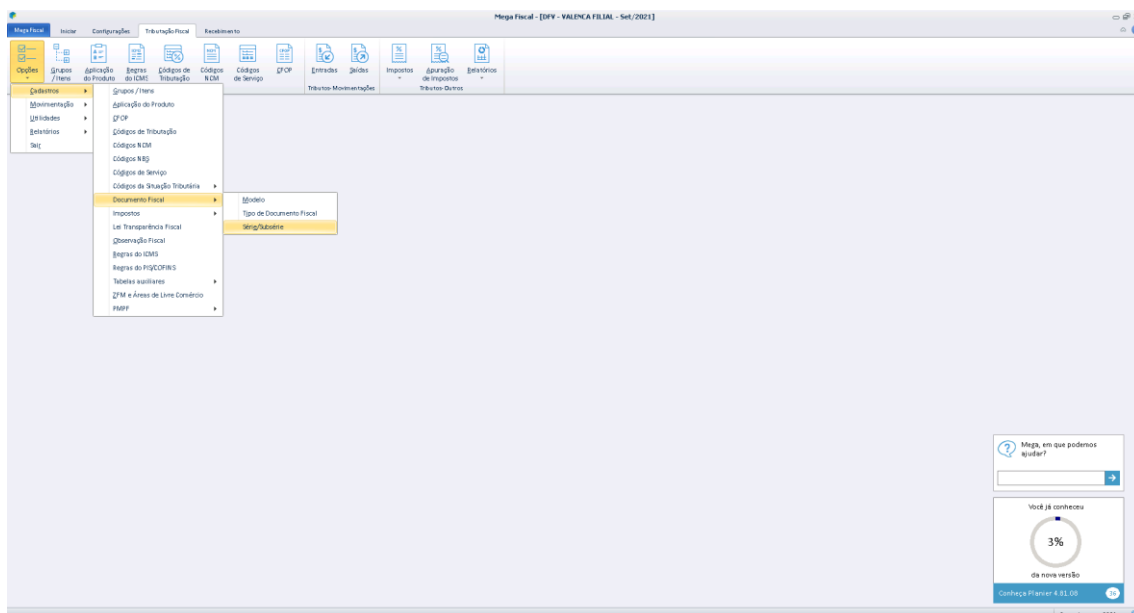 Mega Fiscal - [DFV - VALENCA FILIAL - Set/2021]
Mega Fiscal Iniciar Configurações Tributação Fiscal Recebimento
Opções
Grupos / Itens
Aplicação do Produto
Regras do ICMS
Códigos de Tributação
Códigos NCM
Códigos de Serviço
CFOP
Entradas
Saídas
Impostos
Apuração de Impostos
Relatórios
Tributos- Movimentações
Tributos- Outros
Cadastros
Movimentação
Utilidades
Relatórios
Sair
Grupos / Itens
Aplicação do Produto
CFOP
Códigos de Tributação
Códigos NCM
Códigos NBS
Códigos de Serviço
Códigos da Situação Tributária
Documento Fiscal
Impostos
Lei Transparência Fiscal
Observação Fiscal
Regras do ICMS
Regras do PIS/COFINS
Tabelas auxiliares
ZFM e Áreas de Livre Comércio
PMPF
Modelo
Tipo de Documento Fiscal
Série/Subsérie
Mega, em que podemos
ajudar?
Você já conheceu
3%
da nova versão
Conheça Planier 4.01.08 36